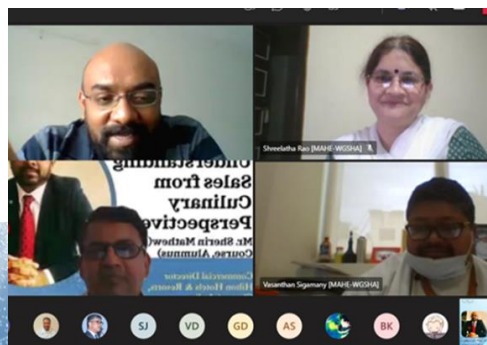 Shreelatha Rao [MAHE-WGSHA]
Understanding
Sales from
Culinary
Perspective
Mr. Sherin Mathew(
Course, Alumnus)
Commercial Director
Hilton Hotels & Resorts,
Vasanthan Sigamany [MAHE-WGSHA]
SJ
VD
GD
AS
BK